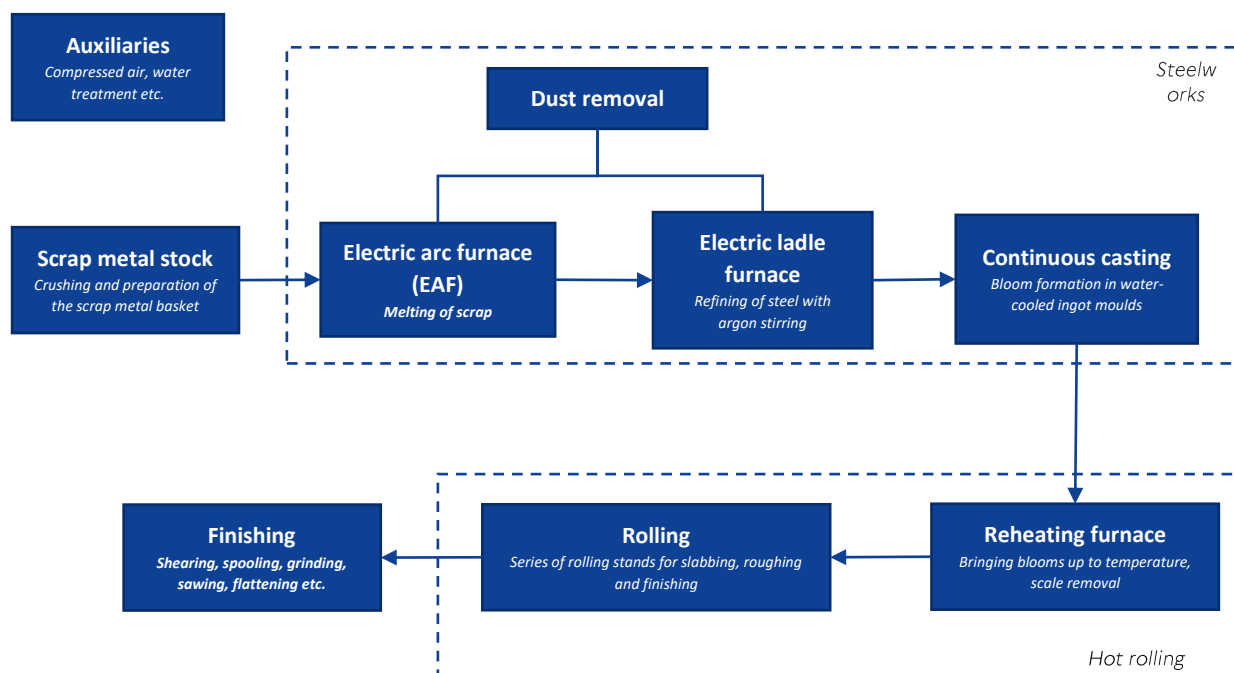 Auxiliaries
Compressed air, water
treatment etc.
Steelw
orks
Dust removal
Scrap metal stock
Crushing and preparation of
the scrap metal basket
Electric arc furnace
(EAF)
Melting of scrap
Electric ladle
furnace
Refining of steel with
argon stirring
Continuous casting
Bloom formation in water-
cooled ingot moulds
Finishing
Shearing, spooling, grinding,
sawing, flattening etc.
Rolling
Series of rolling stands for slabbing, roughing
and finishing
Reheating furnace
Bringing blooms up to temperature,
scale removal
Hot rolling